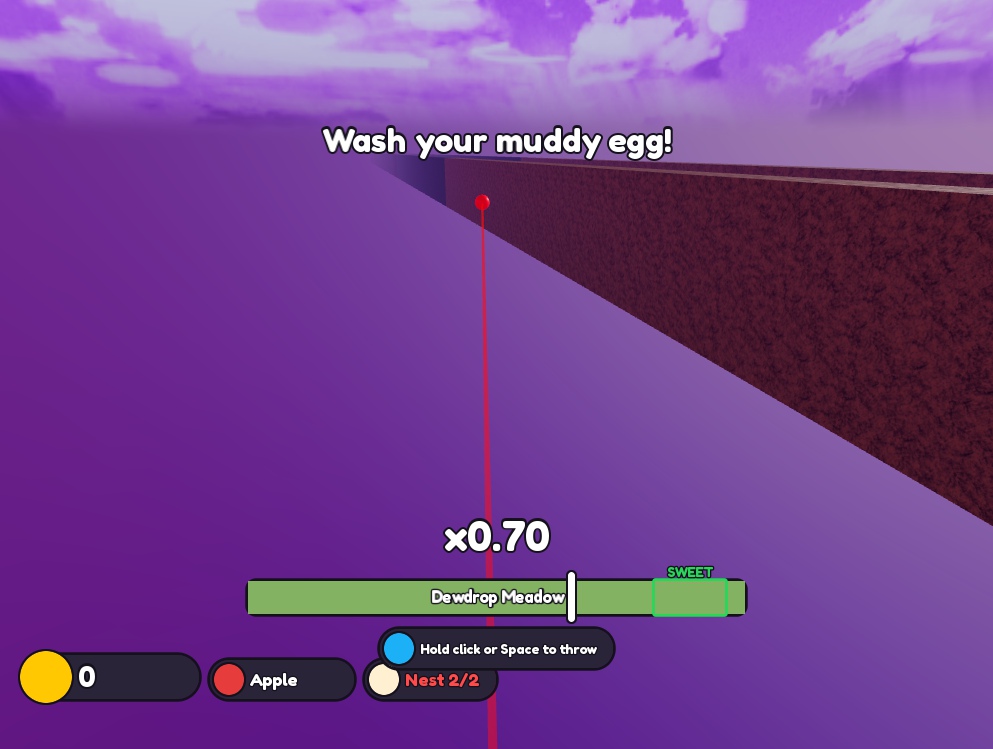 Wash your muddy egg!
x0.70
SWEET
Dewdrop Meadow
Hold click or Space to throw
0
Apple
Nest 2/2